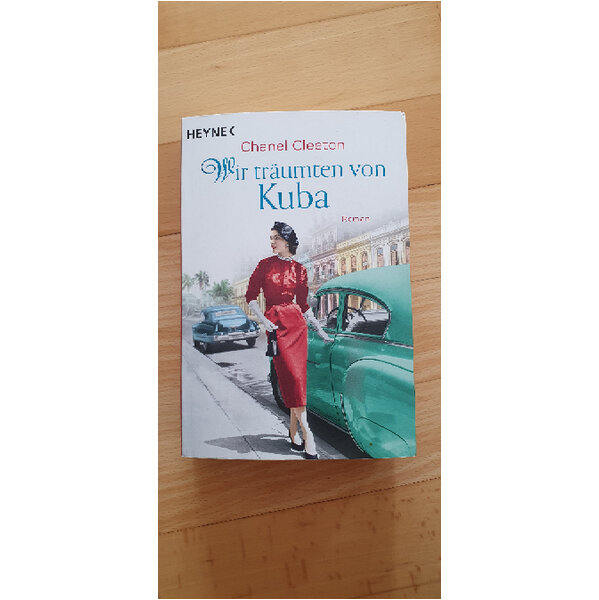 HEYNE <
Chanel Cleeton
Wir träumten von
Kuba
Roman